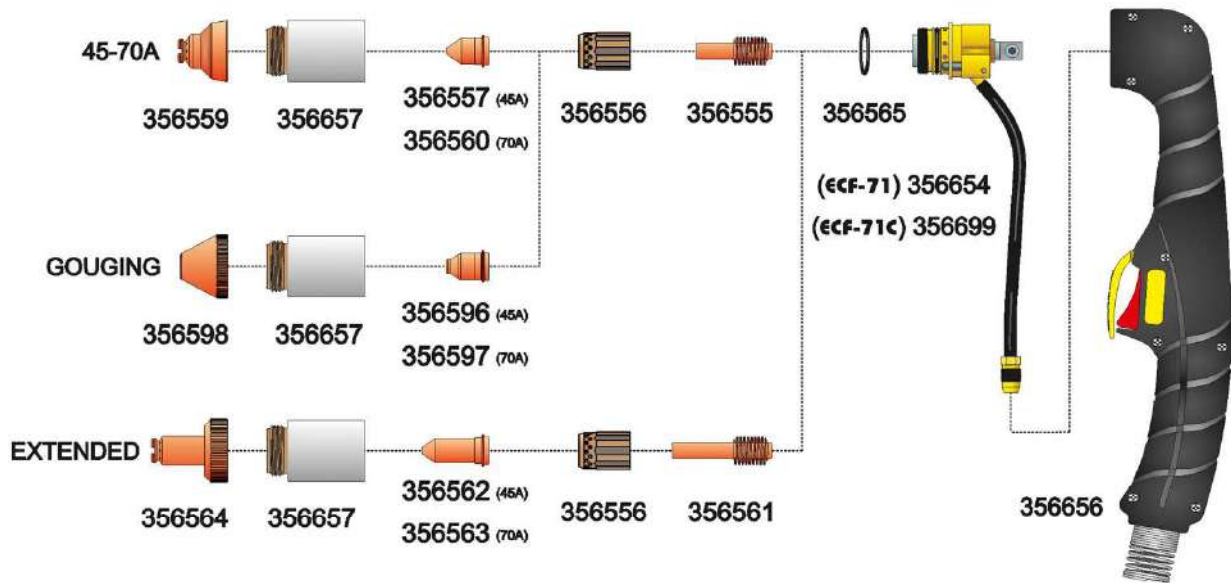 45-70A
356559
356657
356557 (45A)
356560 (70A)
356556
356555
356565
(ECF-71) 356654
(ECF-71C) 356699
GOUGING
356598
356657
356596 (45A)
356597 (70A)
EXTENDED
356564
356657
356562 (45A)
356563 (70A)
356556
356561
356656